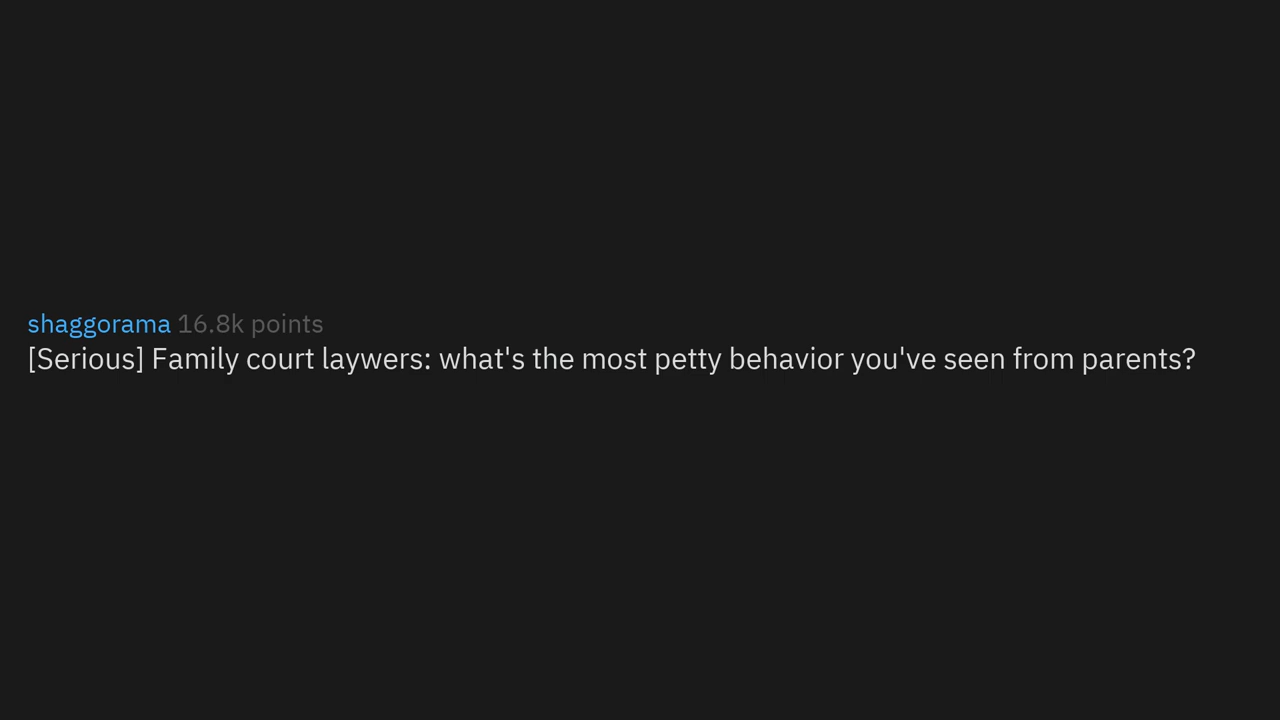 shaggorama 16.8k points
[Serious] Family court laywers: what's the most petty behavior you've seen from parents?